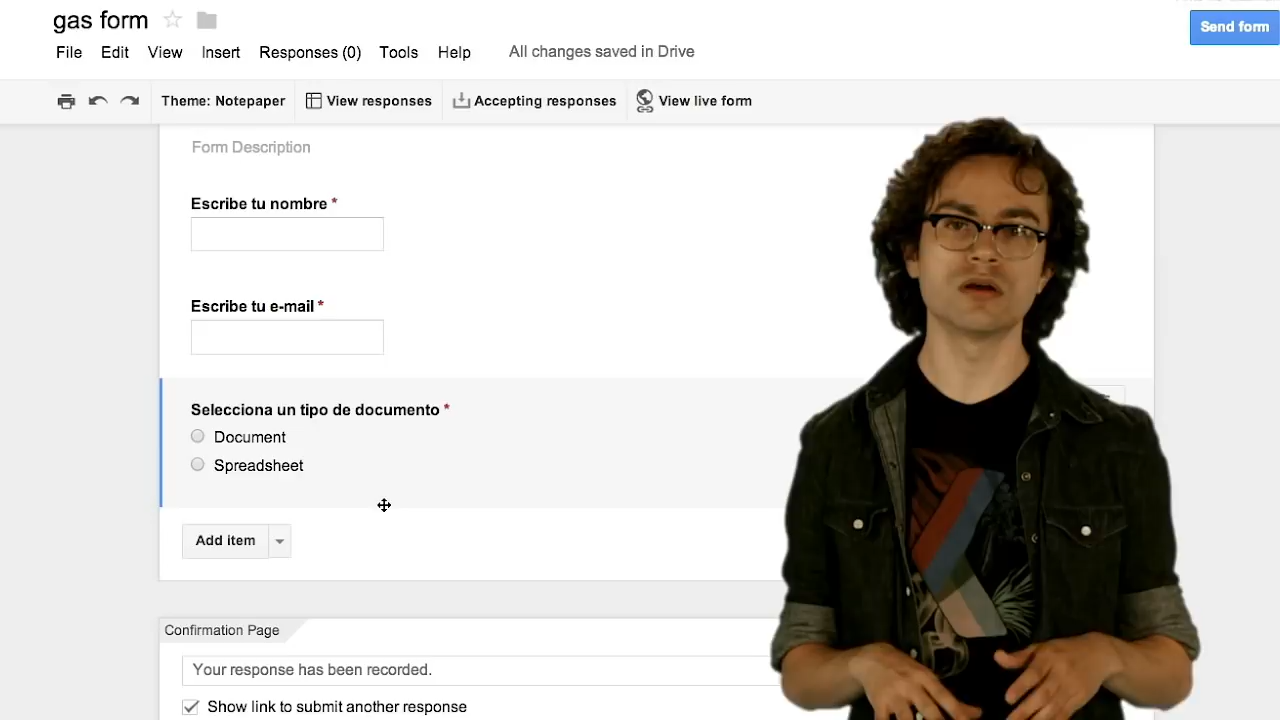 gas form
Send form
File Edit View Insert Responses (0) Tools Help All changes saved in Drive
Theme: Notepaper View responses Accepting responses View live form
Form Description
Escribe tu nombre *
Escribe tu e-mail *
Selecciona un tipo de documento *
Document
Spreadsheet
Add item
Confirmation Page
Your response has been recorded.
Show link to submit another response